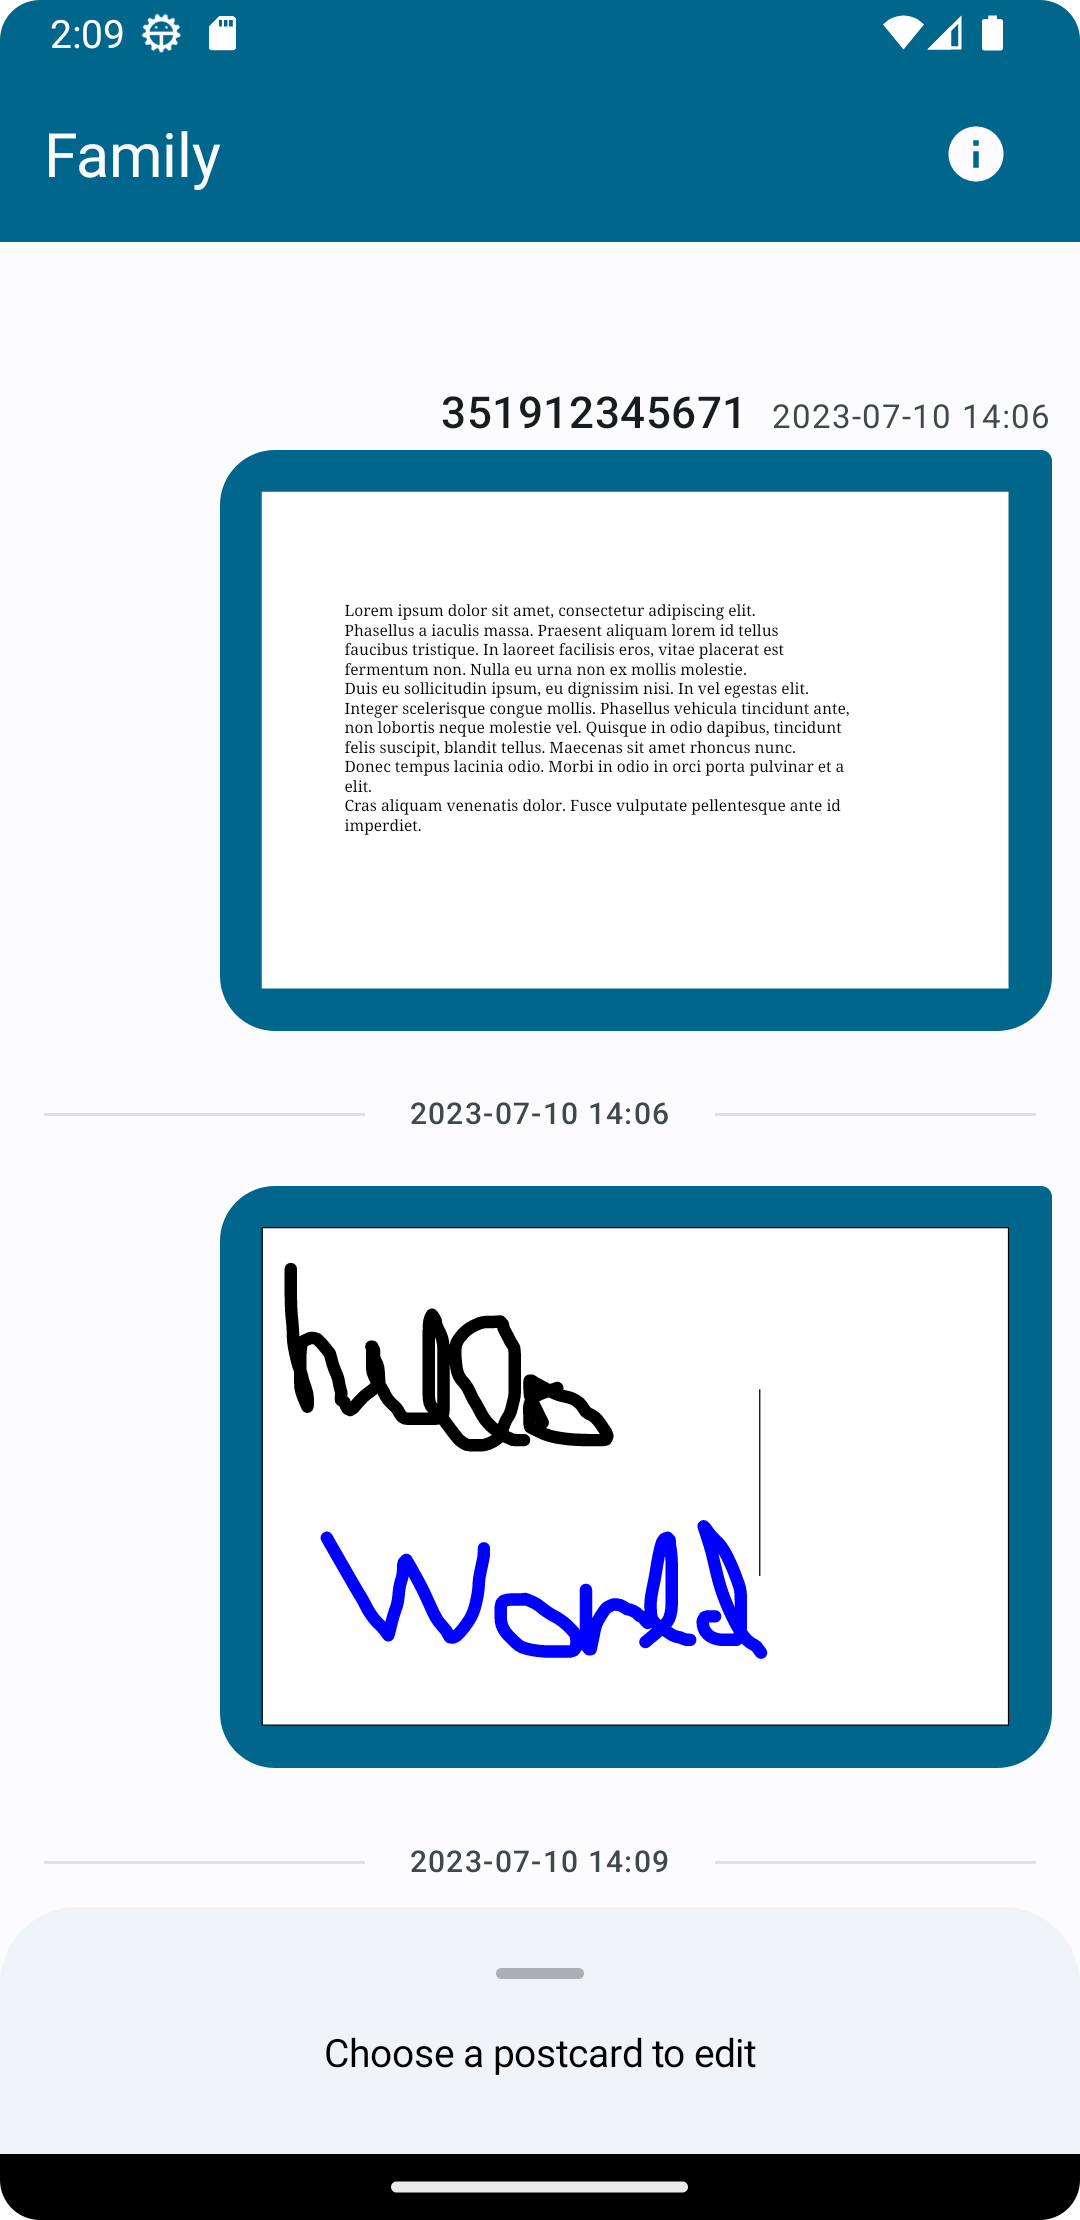 2:09
Family
351912345671 2023-07-10 14:06
Lorem ipsum dolor sit amet, consectetur adipiscing elit.
Phasellus a iaculis massa. Praesent aliquam lorem id tellus
faucibus tristique. In laoreet facilisis eros, vitae placerat est
fermentum non. Nulla eu urna non ex mollis molestie.
Duis eu sollicitudin ipsum, eu dignissim nisi. In vel egestas elit.
Integer scelerisque congue mollis. Phasellus vehicula tincidunt ante,
non lobortis neque molestie vel. Quisque in odio dapibus, tincidunt
felis suscipit, blandit tellus. Maecenas sit amet rhoncus nunc.
Donec tempus lacinia odio. Morbi in odio in orci porta pulvinar et a
elit.
Cras aliquam venenatis dolor. Fusce vulputate pellentesque ante id
imperdiet.
2023-07-10 14:06
hello
World
2023-07-10 14:09
Choose a postcard to edit